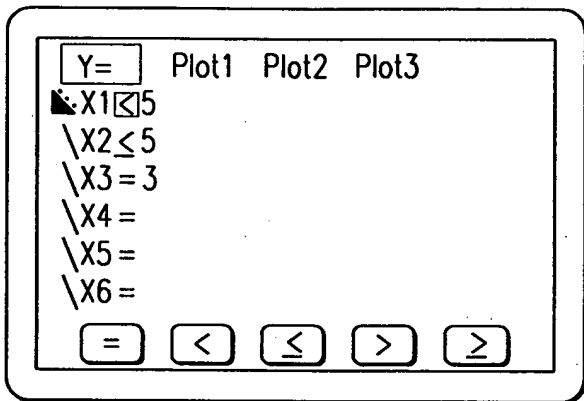 Y= Plot1 Plot2 Plot3
X1<5
\X2≤5
\X3=3
\X4=
\X5=
\X6=
= < ≤ > ≥